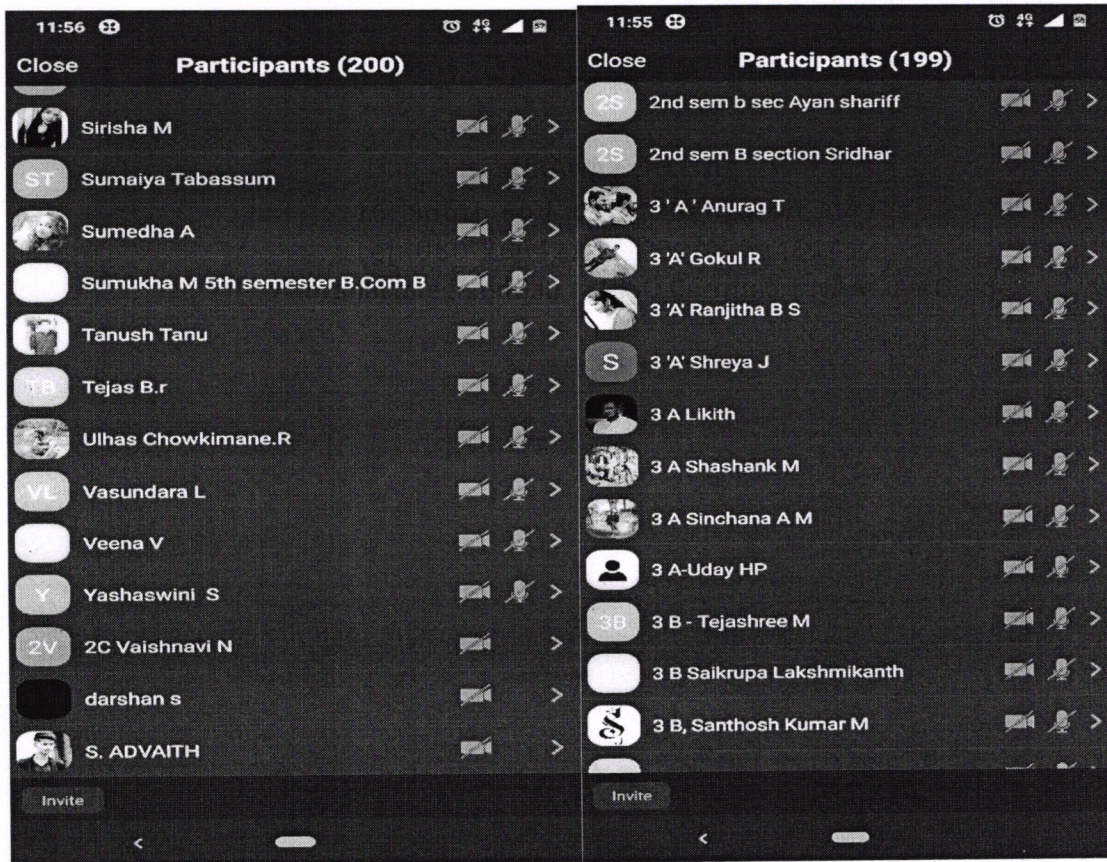 11:56
4G
59
Close Participants (200)
Sirisha M
ST Sumaiya Tabassum
Sumedha A
Sumukha M 5th semester B.Com B
Tanush Tanu
TB Tejas B.r
Ulhas Chowkimane.R
VL Vasundara L
Veena V
Y Yashaswini S
2V 2C Vaishnavi N
darshan s
S. ADVAITH
Invite
11:55
4G
Close Participants (199)
2S 2nd sem b sec Ayan shariff
2S 2nd sem B section Sridhar
3 ' A ' Anurag T
3 'A' Gokul R
3 'A' Ranjitha B S
S 3 'A' Shreya J
3 A Likith
3 A Shashank M
3 A Sinchana A M
3 A-Uday HP
3B 3 B - Tejashree M
3 B Saikrupa Lakshmikanth
S 3 B, Santhosh Kumar M
Invite